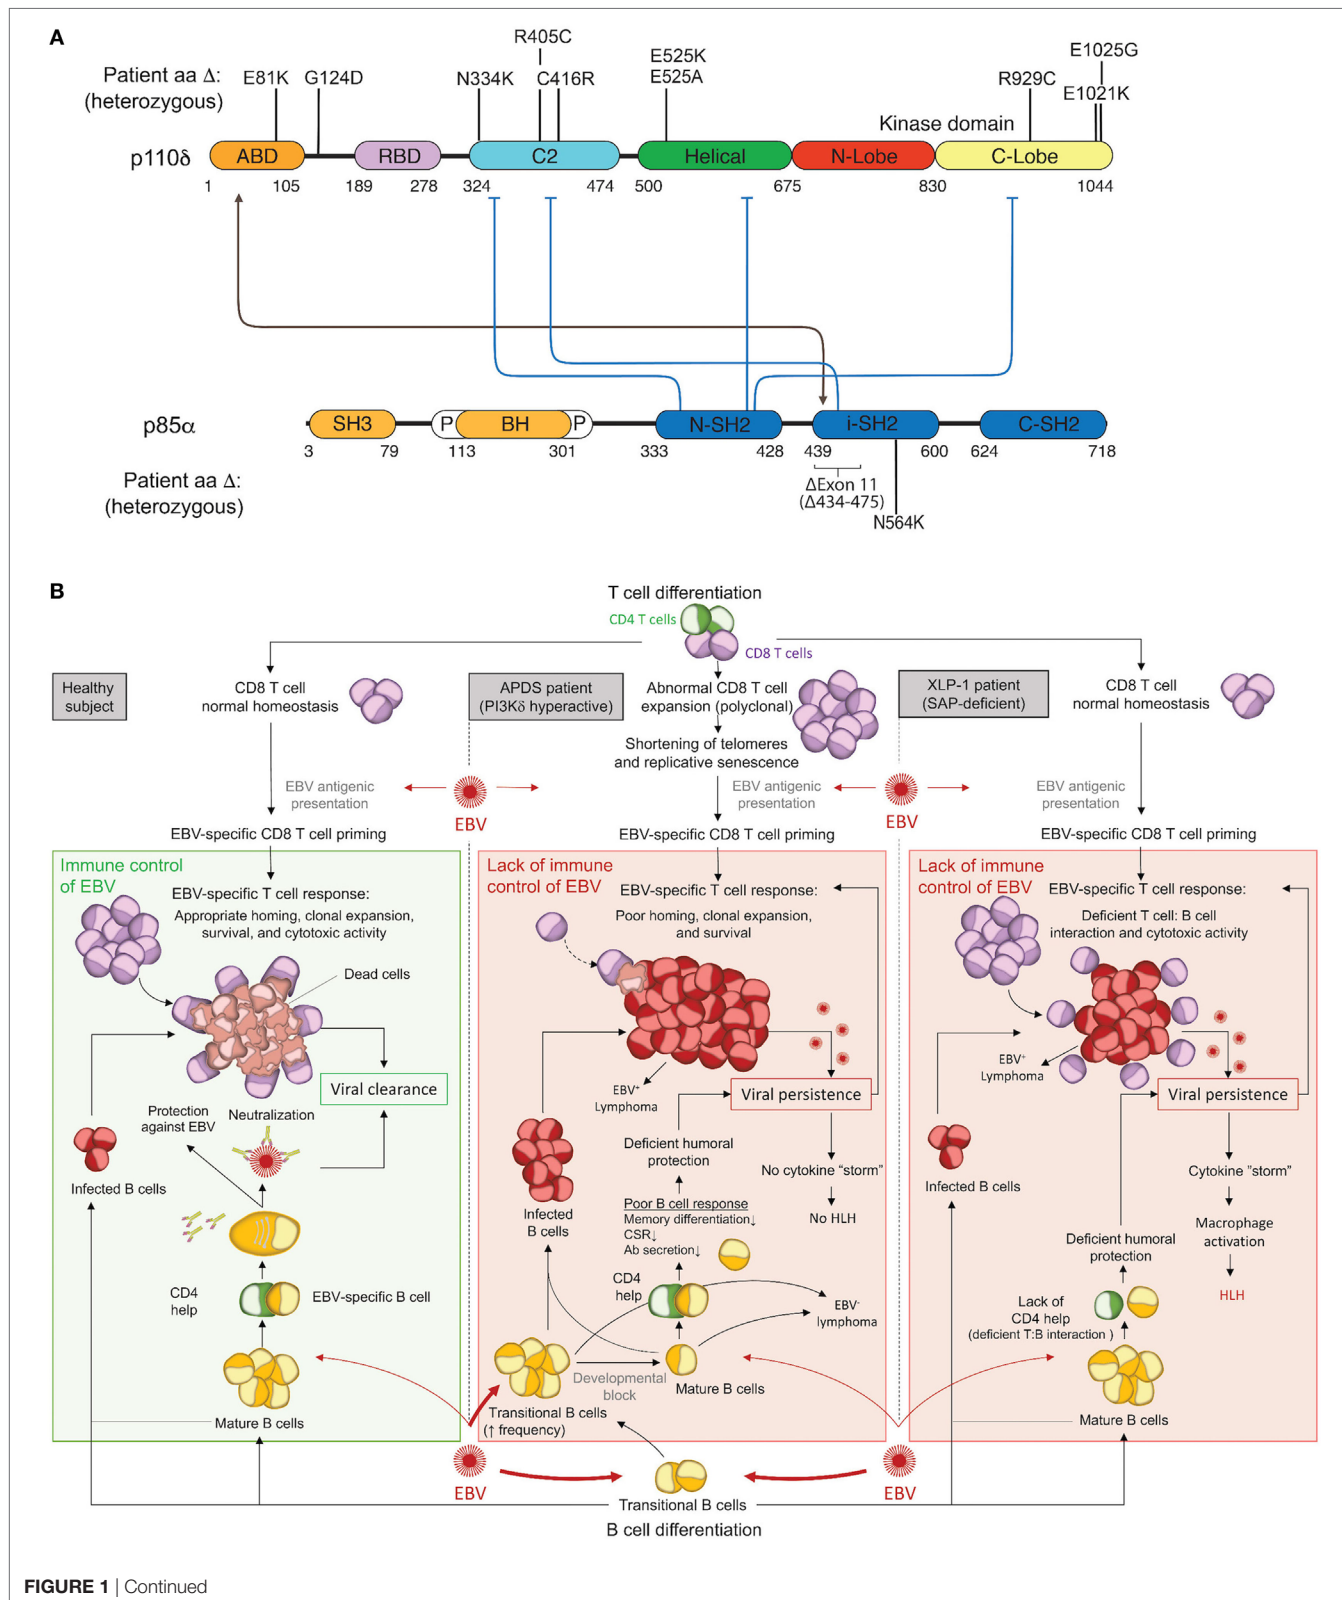 A
Patient aa Δ:
(heterozygous)
E81K
G124D
N334K
R405C
C416R
E525K
E525A
Kinase domain
R929C
E1025G
E1021K
p110δ
ABD
RBD
C2
Helical
N-Lobe
C-Lobe
1
105
189
278
324
474
500
675
830
1044
p85α
SH3
P
BH
P
N-SH2
i-SH2
C-SH2
3
79
113
301
333
428
439
600
624
718
Patient aa Δ:
(heterozygous)
ΔExon 11
(Δ434-475)
N564K
B
T cell differentiation
CD4 T cells
CD8 T cells
Healthy
subject
CD8 T cell
normal homeostasis
EBV antigenic
presentation
EBV-specific CD8 T cell priming
APDS patient
(PI3Kδ hyperactive)
Abnormal CD8 T cell
expansion (polyclonal)
Shortening of telomeres
and replicative senescence
EBV
EBV antigenic
presentation
EBV-specific CD8 T cell priming
XLP-1 patient
(SAP-deficient)
CD8 T cell
normal homeostasis
EBV
EBV antigenic
presentation
EBV-specific CD8 T cell priming
Immune control
of EBV
EBV-specific T cell response:
Appropriate homing, clonal expansion,
survival, and cytotoxic activity
Dead cells
Viral clearance
Protection
against EBV
Neutralization
Infected B cells
CD4
help
EBV-specific B cell
Mature B cells
Lack of immune
control of EBV
EBV-specific T cell response:
Poor homing, clonal expansion,
and survival
EBV+
Lymphoma
Viral persistence
Deficient humoral
protection
No cytokine “storm”
No HLH
Infected
B cells
Poor B cell response
Memory differentiation↓
CSR↓
Ab secretion↓
CD4
help
EBV-
lymphoma
Developmental
block
Mature B cells
Transitional B cells
(↑ frequency)
Lack of immune
control of EBV
EBV-specific T cell response:
Deficient T cell: B cell
interaction and cytotoxic activity
EBV+
Lymphoma
Viral persistence
Infected B cells
Cytokine ”storm”
Macrophage
activation
HLH
Deficient humoral
protection
Lack of
CD4 help
(deficient T:B interaction )
Mature B cells
EBV
EBV
Transitional B cells
B cell differentiation
FIGURE 1 | Continued